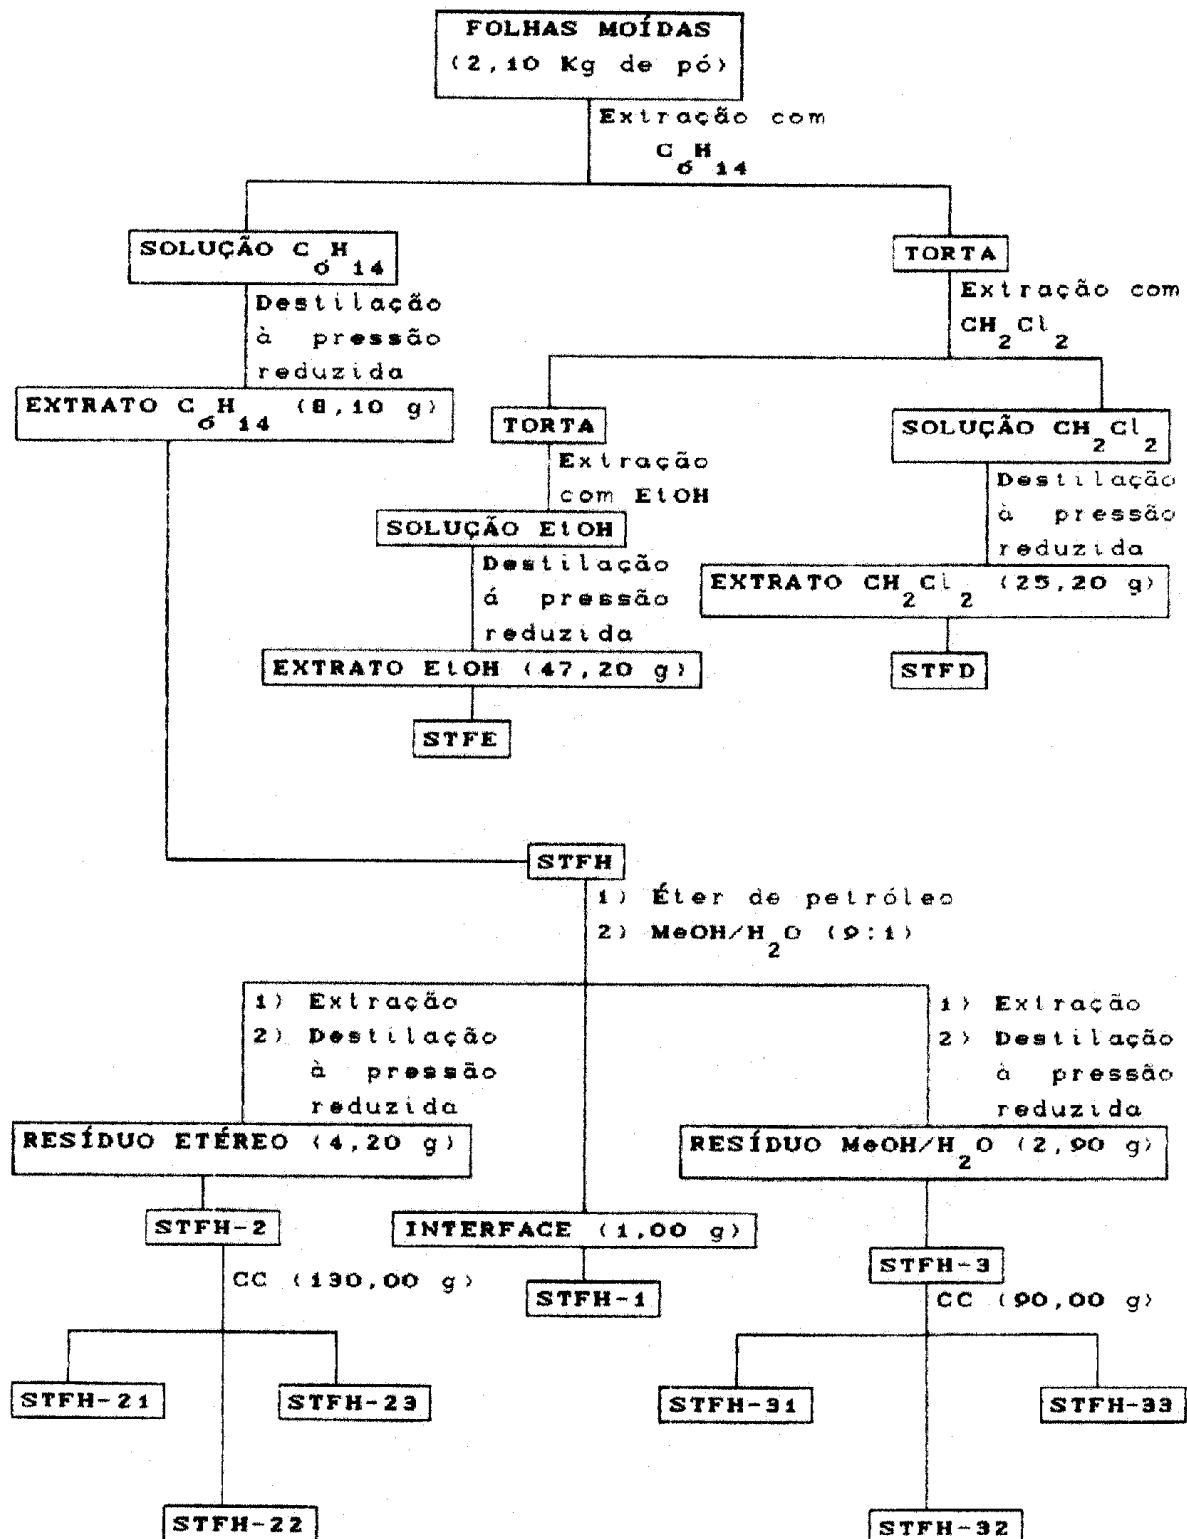 FOLHAS MOÍDAS
(2,10 Kg de pó)
Extração com
C6H14
SOLUÇÃO C6H14
TORTA
Destilação
à pressão
reduzida
Extração com
CH2Cl2
EXTRATO C6H14 (8,10 g)
TORTA
SOLUÇÃO CH2Cl2
Extração
com EtOH
Destilação
à pressão
reduzida
SOLUÇÃO EtOH
Destilação
á pressão
reduzida
EXTRATO CH2Cl2 (25,20 g)
EXTRATO EtOH (47,20 g)
STFD
STFE
STFH
1) Éter de petróleo
2) MeOH/H2O (9:1)
1) Extração
2) Destilação
à pressão
reduzida
1) Extração
2) Destilação
à pressão
reduzida
RESÍDUO ETÉREO (4,20 g)
RESÍDUO MeOH/H2O (2,90 g)
STFH-2
INTERFACE (1,00 g)
STFH-3
CC (130,00 g)
STFH-1
CC (90,00 g)
STFH-21
STFH-23
STFH-31
STFH-33
STFH-22
STFH-32